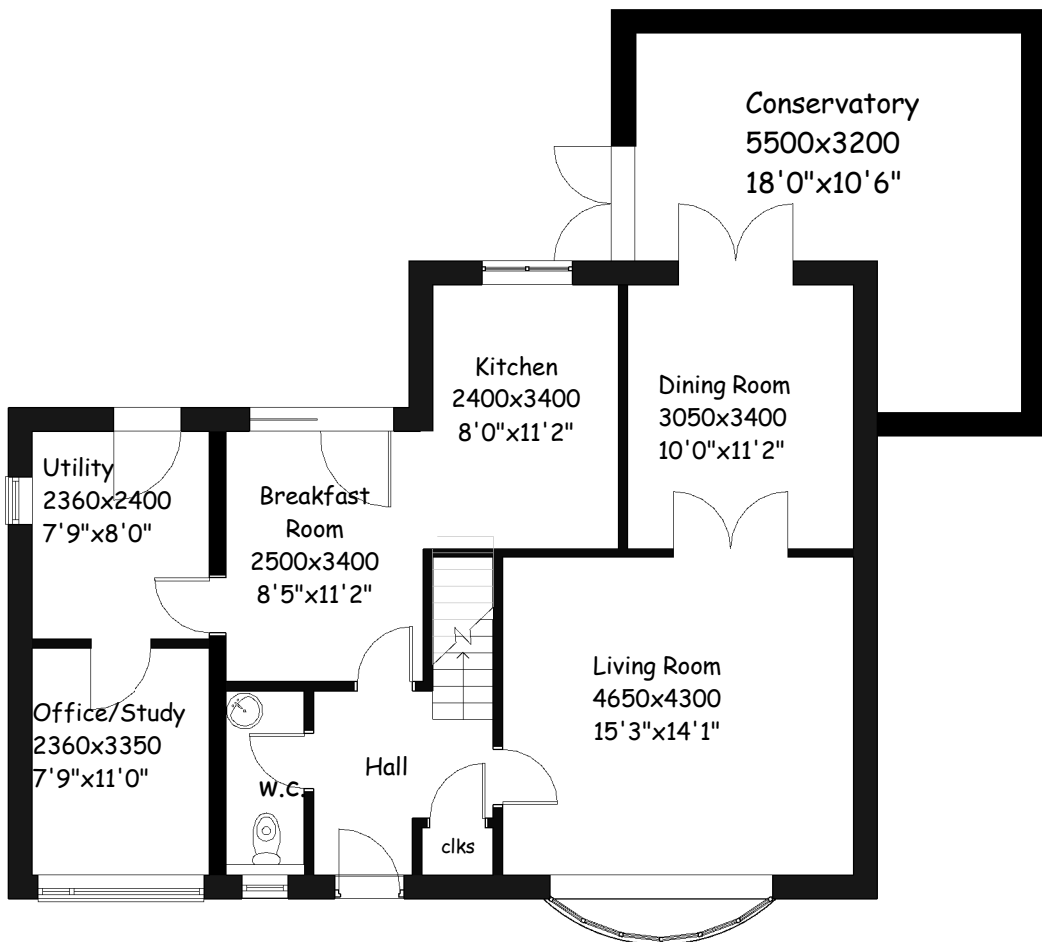 Conservatory
5500x3200
18'0"x10'6"
Kitchen
2400x3400
8'0"x11'2"
Dining Room
3050x3400
10'0"x11'2"
Utility
2360x2400
7'9"x8'0"
Breakfast
Room
2500x3400
8'5"x11'2"
Living Room
4650x4300
15'3"x14'1"
Office/Study
2360x3350
7'9"x11'0"
Hall
w.c.
clks